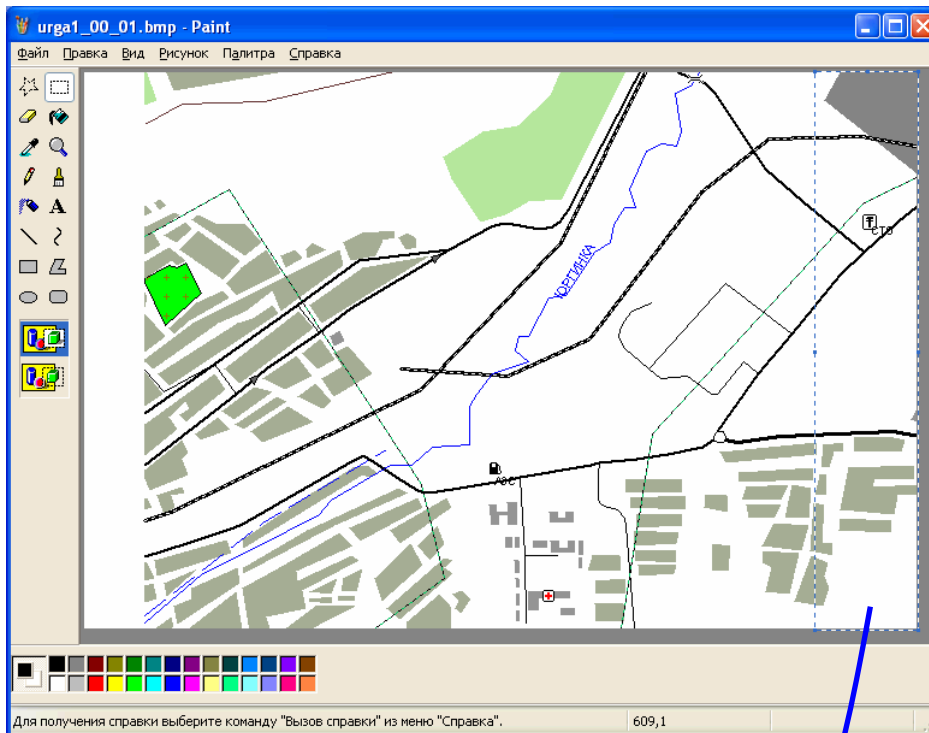 urga1_00_01.bmp - Paint
Файл Правка Вид Рисунок Палитра Справка
СТО
ЮРГИНКА
АЗС
Для получения справки выберите команду "Вызов справки" из меню "Справка".
609,1